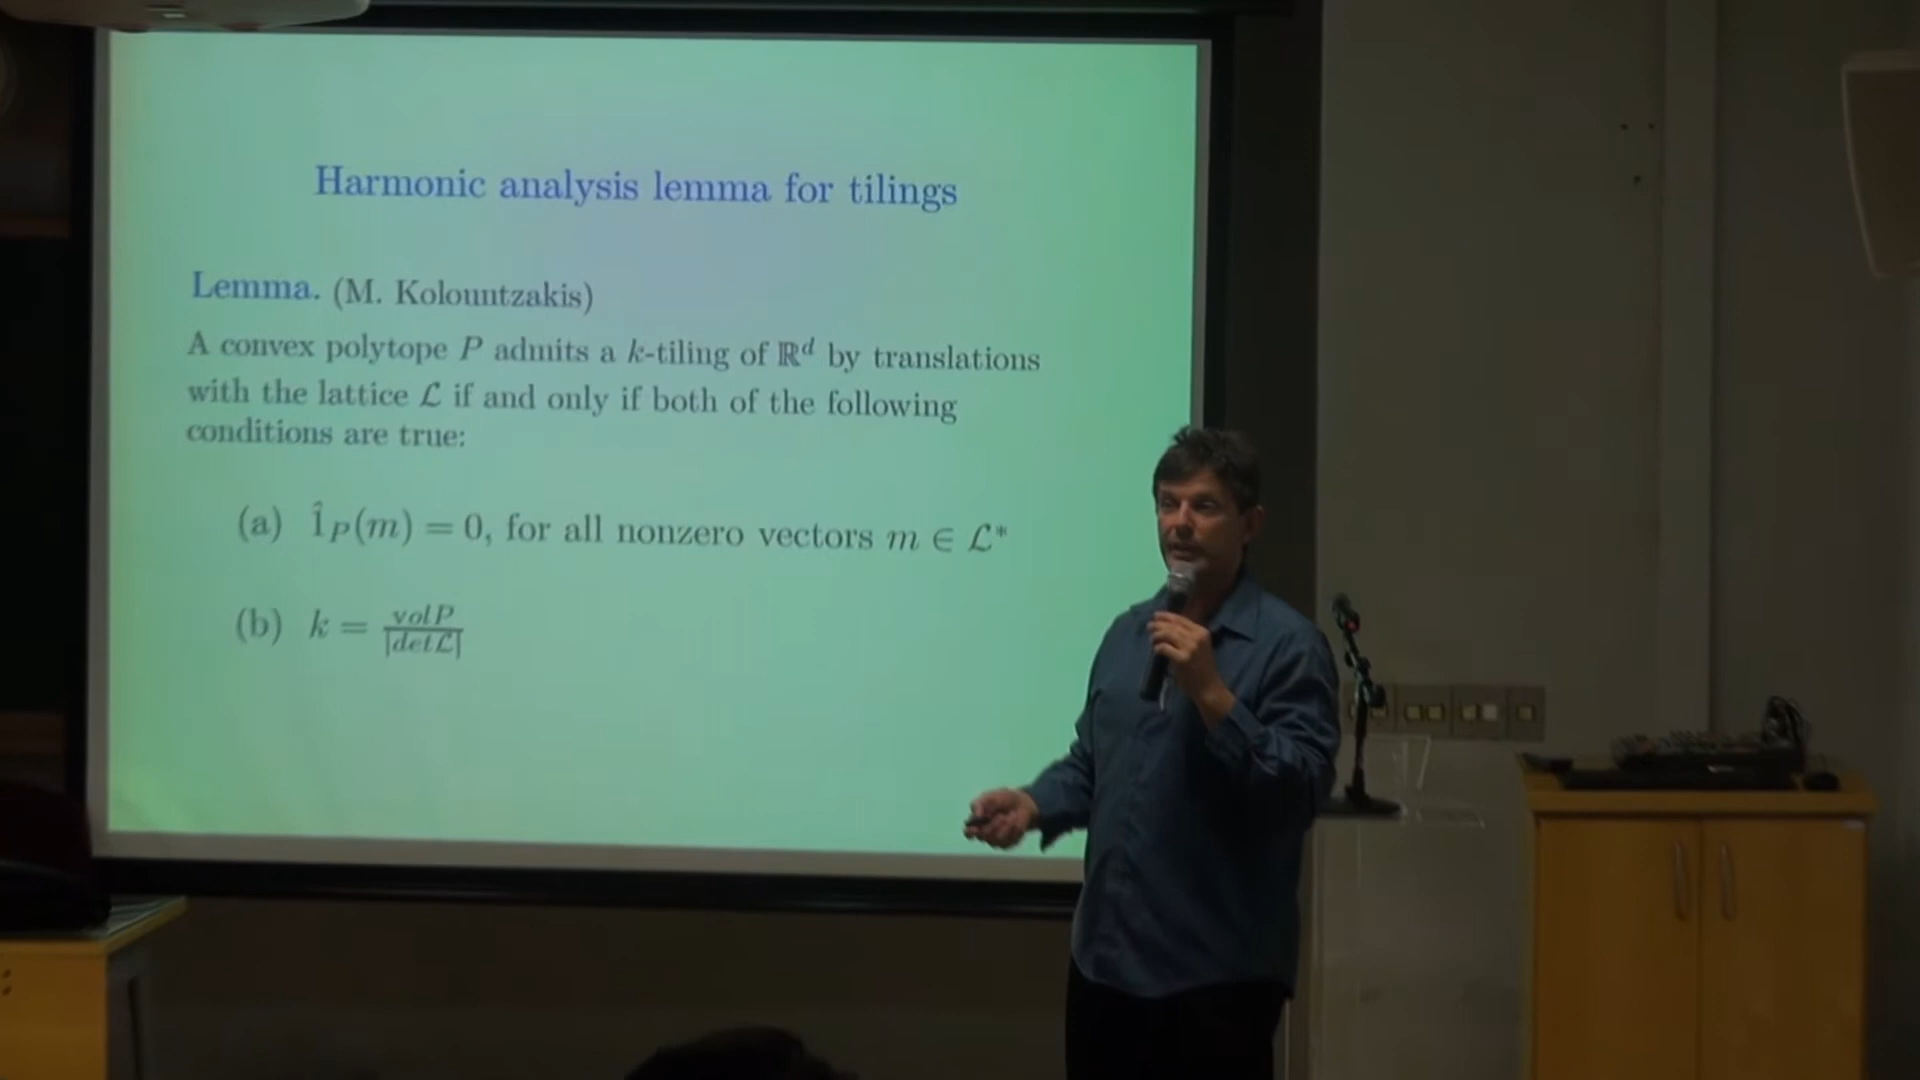 Harmonic analysis lemma for tilings
Lemma. (M. Kolountzakis)
A convex polytope P admits a k-tiling of ℝᵈ by translations
with the lattice ℒ if and only if both of the following
conditions are true:
(a) 1̂_P(m) = 0, for all nonzero vectors m ∈ ℒ*
(b) k = volP / |detℒ|